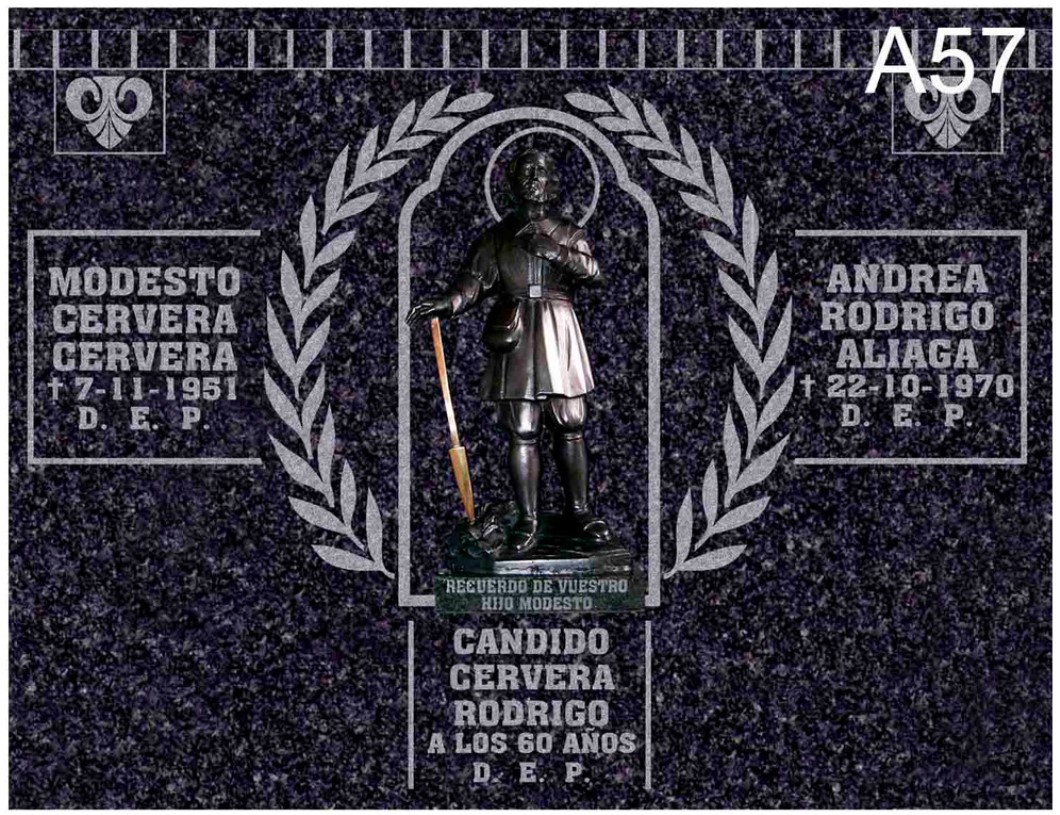 A57
MODESTO
CERVERA
CERVERA
† 7-11-1951
D. E. P.
ANDREA
RODRIGO
ALIAGA
† 22-10-1970
D. E. P.
RECUERDO DE VUESTRO
HIJO MODESTO
CANDIDO
CERVERA
RODRIGO
A LOS 60 AÑOS
D. E. P.